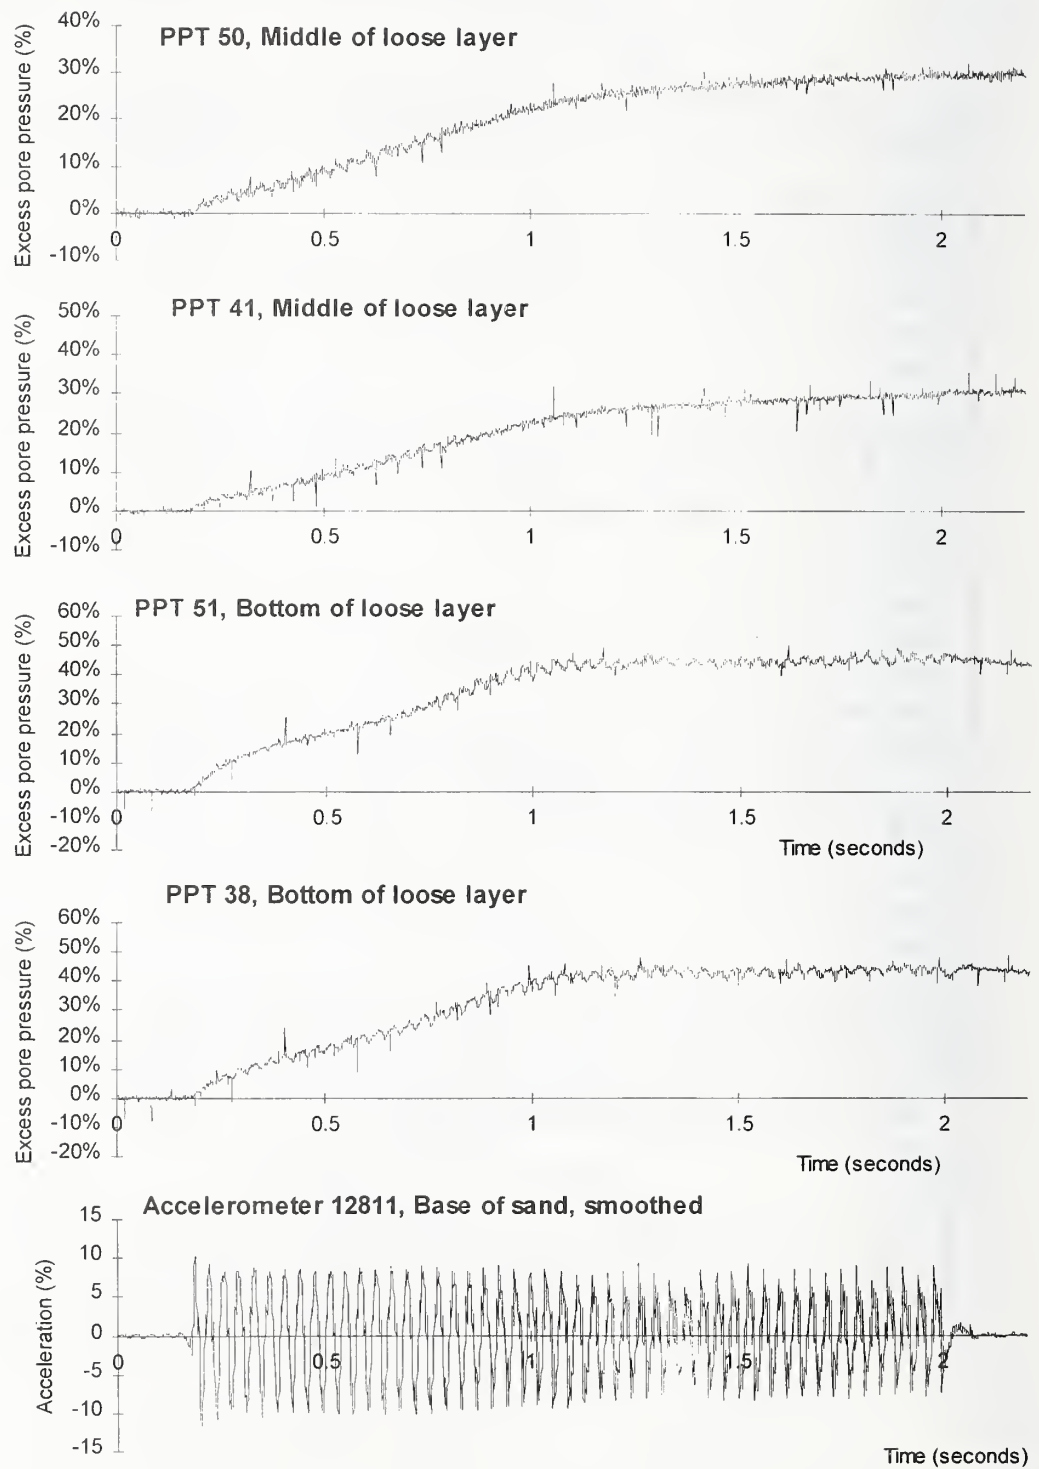 PPT 50, Middle of loose layer
Excess pore pressure (%)
40%
30%
20%
10%
0%
-10%
0 0.5 1 1.5 2
PPT 41, Middle of loose layer
Excess pore pressure (%)
50%
40%
30%
20%
10%
0%
-10%
0 0.5 1 1.5 2
PPT 51, Bottom of loose layer
Excess pore pressure (%)
60%
50%
40%
30%
20%
10%
0%
-10%
-20%
0 0.5 1 1.5 2
Time (seconds)
PPT 38, Bottom of loose layer
Excess pore pressure (%)
60%
50%
40%
30%
20%
10%
0%
-10%
-20%
0 0.5 1 1.5 2
Time (seconds)
Accelerometer 12811, Base of sand, smoothed
Acceleration (%)
15
10
5
0
-5
-10
-15
0 0.5 1 1.5 2
Time (seconds)